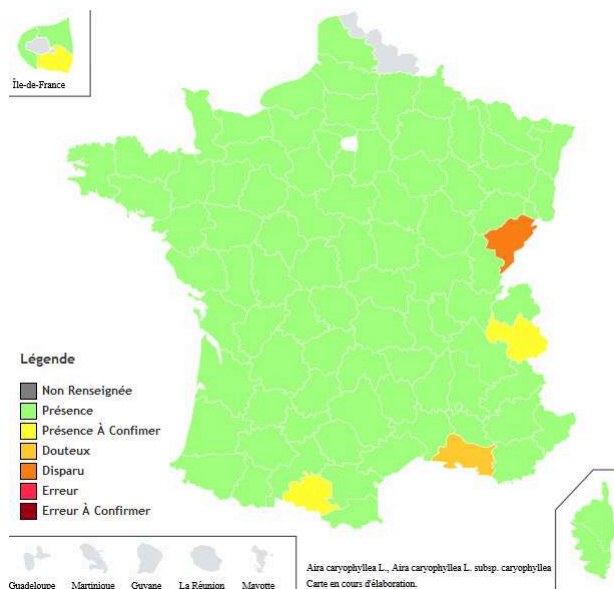 Île-de-France
Légende
Non Renseignée
Présence
Présence À Confimer
Douteux
Disparu
Erreur
Erreur À Confirmer
Guadeloupe Martinique Guyane La Réunion Mayotte
Aira caryophyllea L., Aira caryophyllea L. subsp. caryophyllea
Carte en cours d'élaboration.